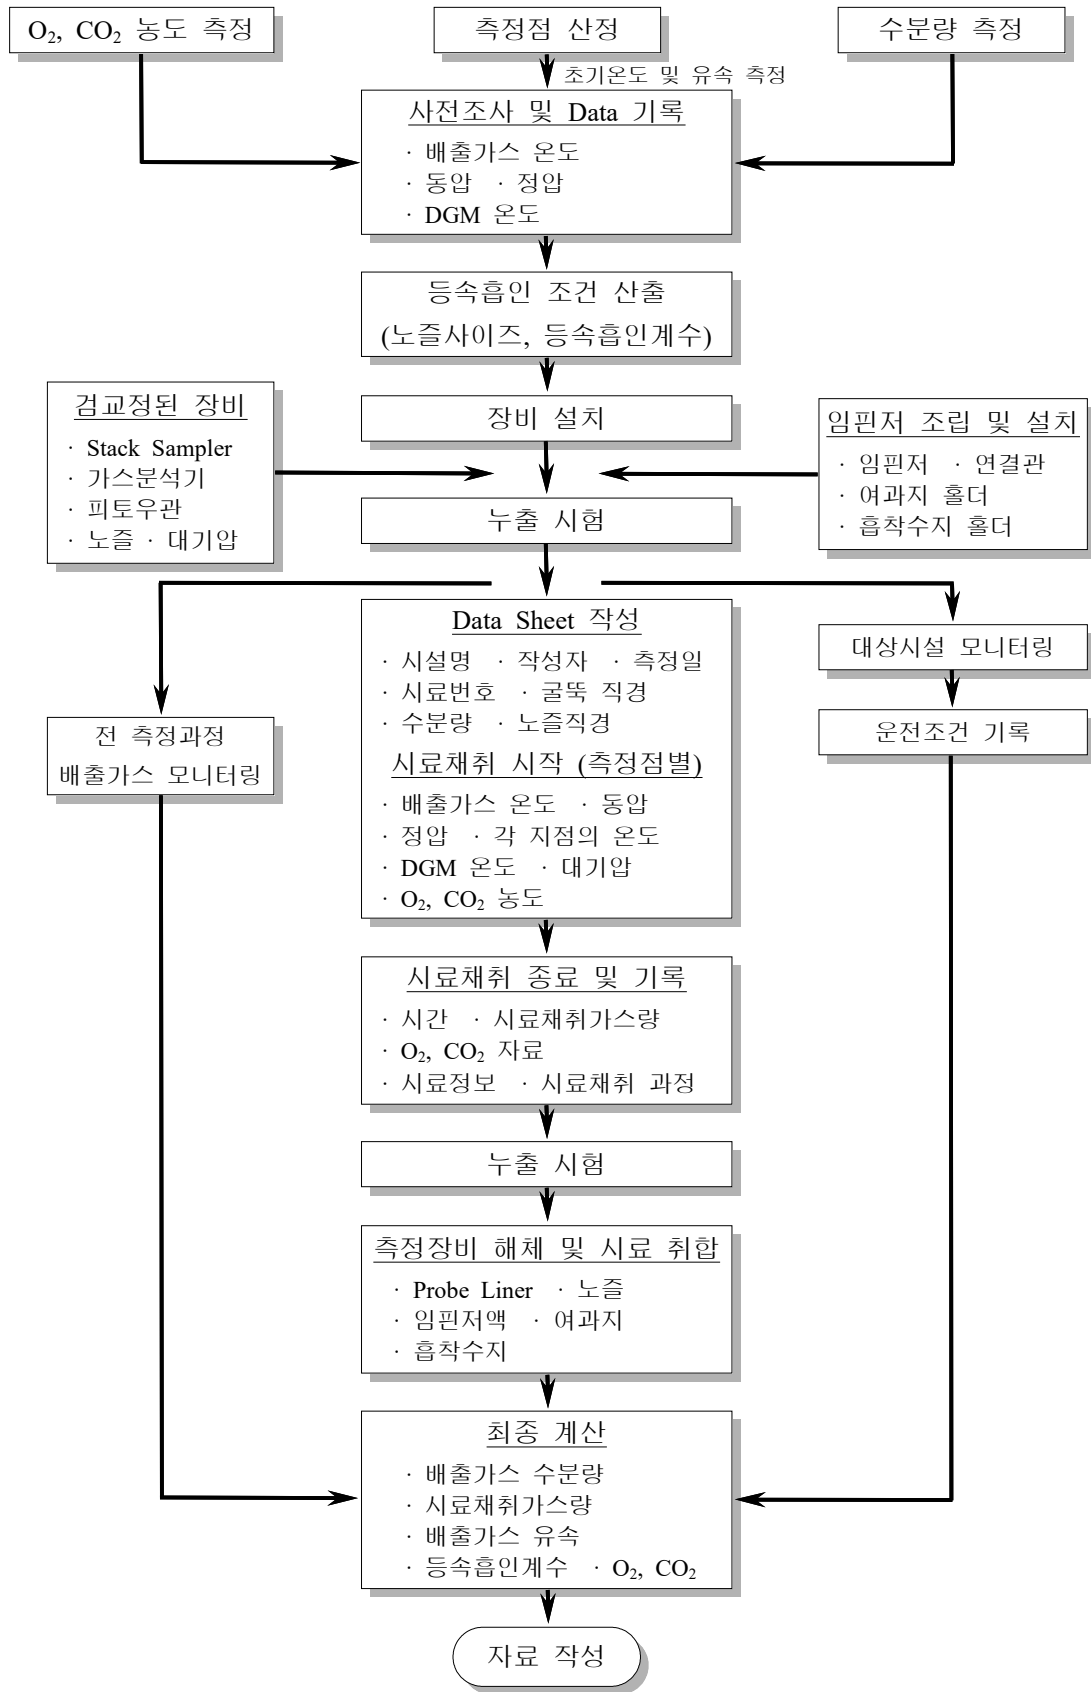 O₂, CO₂ 농도 측정
측정점 산정
수분량 측정
초기온도 및 유속 측정
사전조사 및 Data 기록
· 배출가스 온도
· 동압 · 정압
· DGM 온도
등속흡인 조건 산출
(노즐사이즈, 등속흡인계수)
장비 설치
검교정된 장비
· Stack Sampler
· 가스분석기
· 피토우관
· 노즐 · 대기압
임핀저 조립 및 설치
· 임핀저 · 연결관
· 여과지 홀더
· 흡착수지 홀더
누출 시험
Data Sheet 작성
· 시설명 · 작성자 · 측정일
· 시료번호 · 굴뚝 직경
· 수분량 · 노즐직경
시료채취 시작 (측정점별)
· 배출가스 온도 · 동압
· 정압 · 각 지점의 온도
· DGM 온도 · 대기압
· O₂, CO₂ 농도
전 측정과정
배출가스 모니터링
대상시설 모니터링
운전조건 기록
시료채취 종료 및 기록
· 시간 · 시료채취가스량
· O₂, CO₂ 자료
· 시료정보 · 시료채취 과정
누출 시험
측정장비 해체 및 시료 취합
· Probe Liner · 노즐
· 임핀저액 · 여과지
· 흡착수지
최종 계산
· 배출가스 수분량
· 시료채취가스량
· 배출가스 유속
· 등속흡인계수 · O₂, CO₂
자료 작성